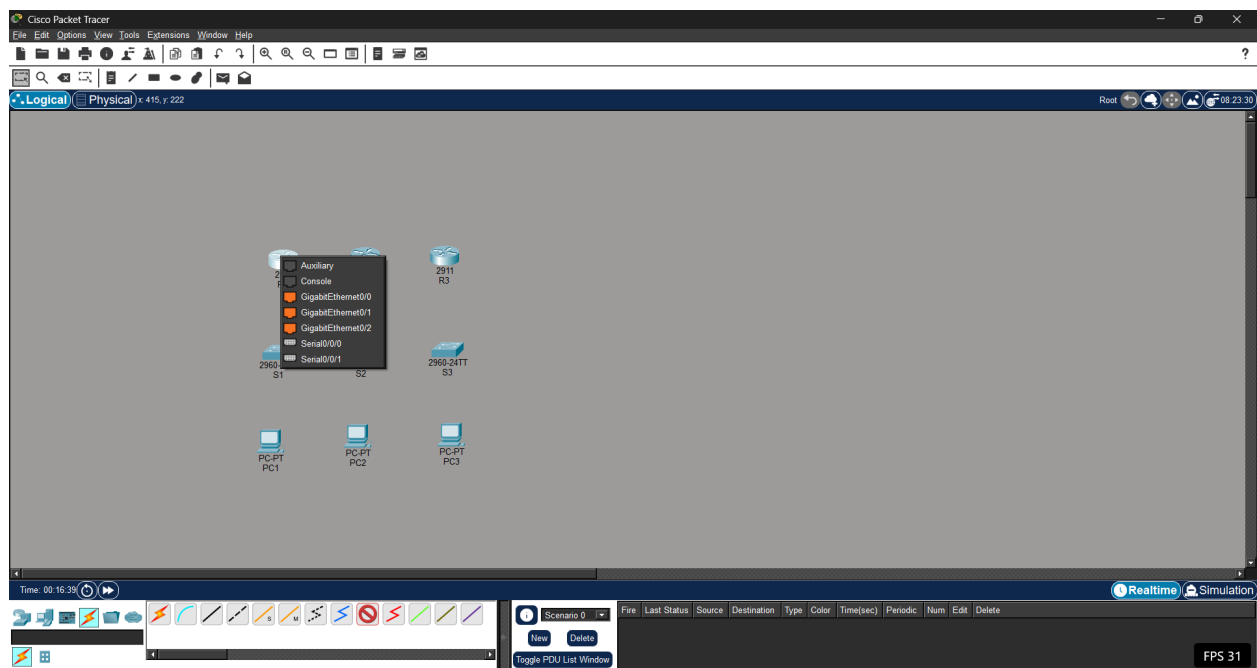 Cisco Packet Tracer
File Edit Options View Tools Extensions Window Help
?
Logical Physical x: 415, y: 222
Root 08:23:30
Auxiliary
Console
GigabitEthernet0/0
GigabitEthernet0/1
GigabitEthernet0/2
Serial0/0/0
Serial0/0/1
2911
R3
2960-
S1
S2
2960-24TT
S3
PC-PT
PC1
PC-PT
PC2
PC-PT
PC3
Time: 00:16:39
Realtime Simulation
S M
Scenario 0
New Delete
Toggle PDU List Window
Fire Last Status Source Destination Type Color Time(sec) Periodic Num Edit Delete
FPS 31